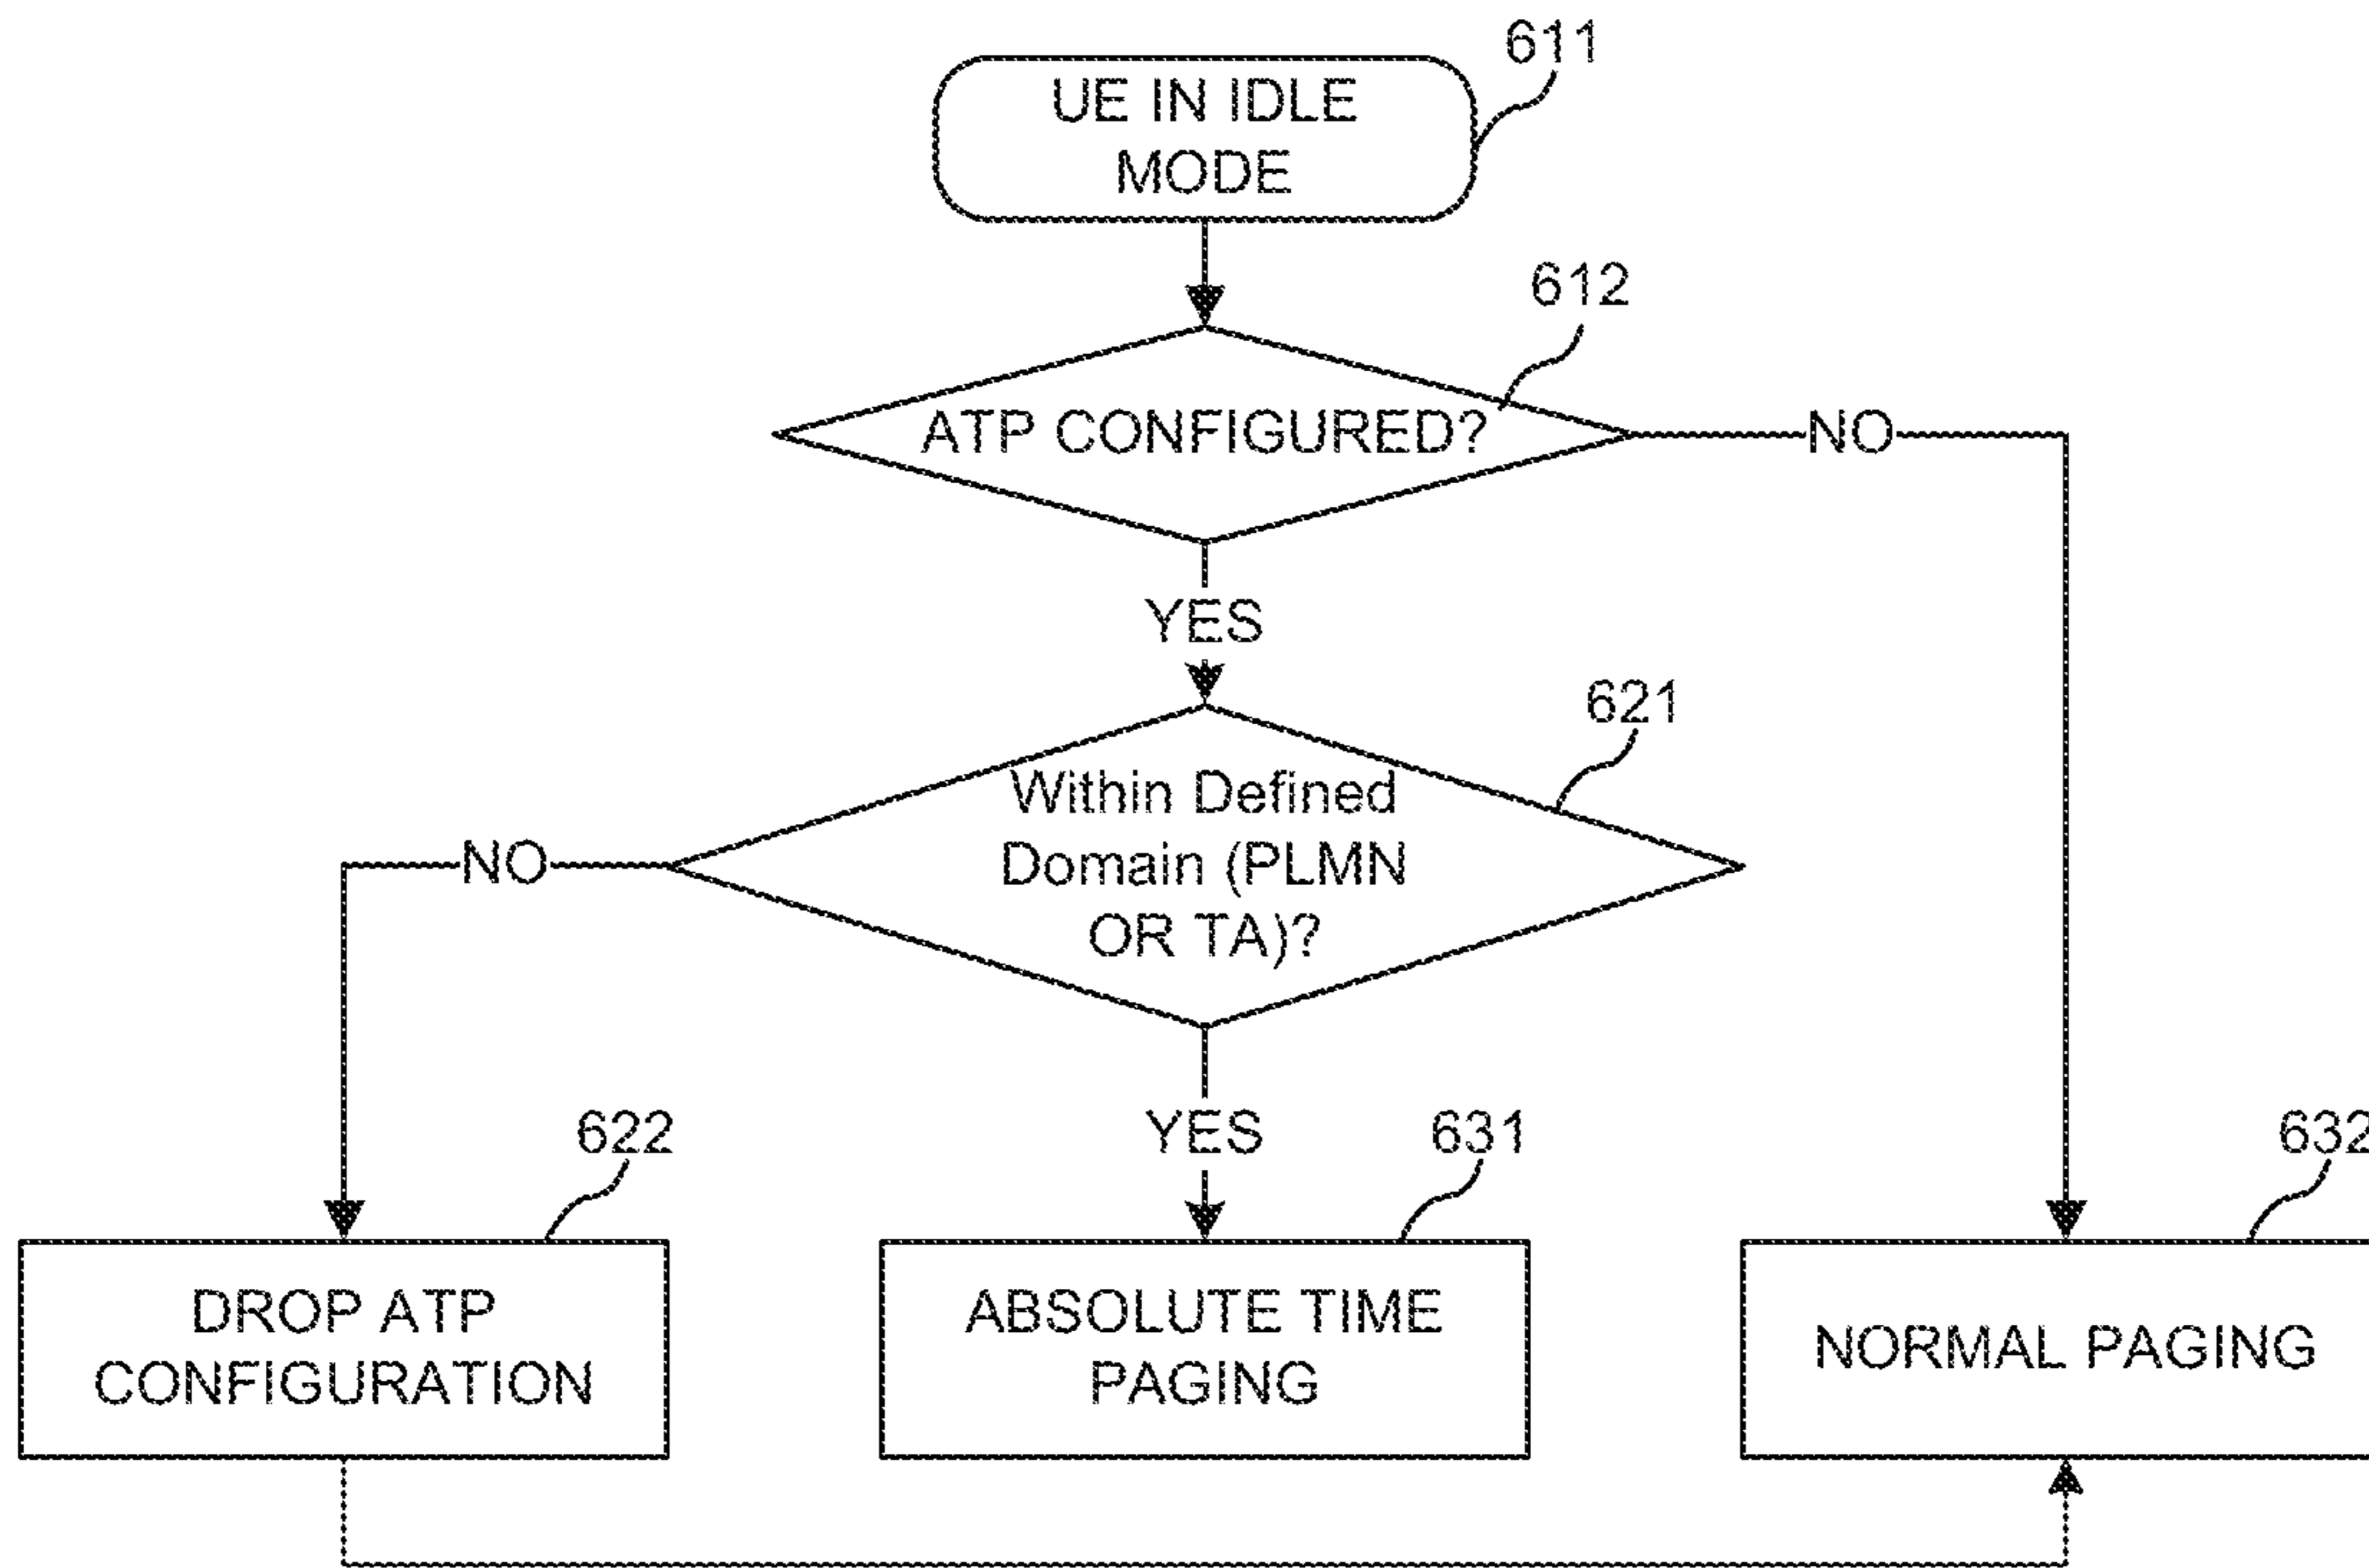 611
UE IN IDLE
MODE
612
ATP CONFIGURED?
NO
YES
621
Within Defined
Domain (PLMN
OR TA)?
NO
YES
622
631
632
DROP ATP
CONFIGURATION
ABSOLUTE TIME
PAGING
NORMAL PAGING